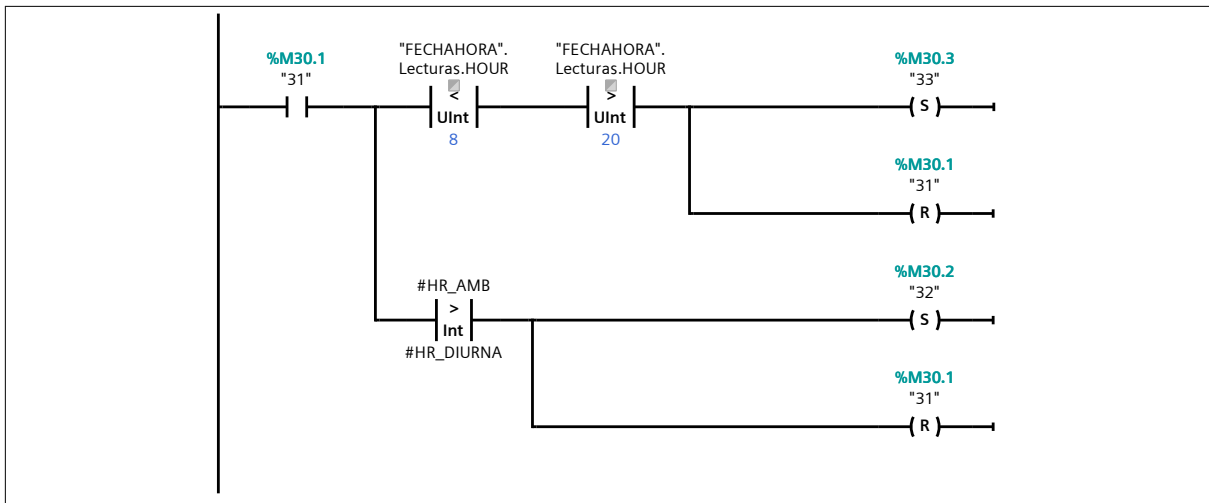 %M30.1
"31"
"FECHAHORA".
Lecturas.HOUR
<
UInt
8
"FECHAHORA".
Lecturas.HOUR
>
UInt
20
%M30.3
"33"
S
%M30.1
"31"
R
#HR_AMB
>
Int
#HR_DIURNA
%M30.2
"32"
S
%M30.1
"31"
R